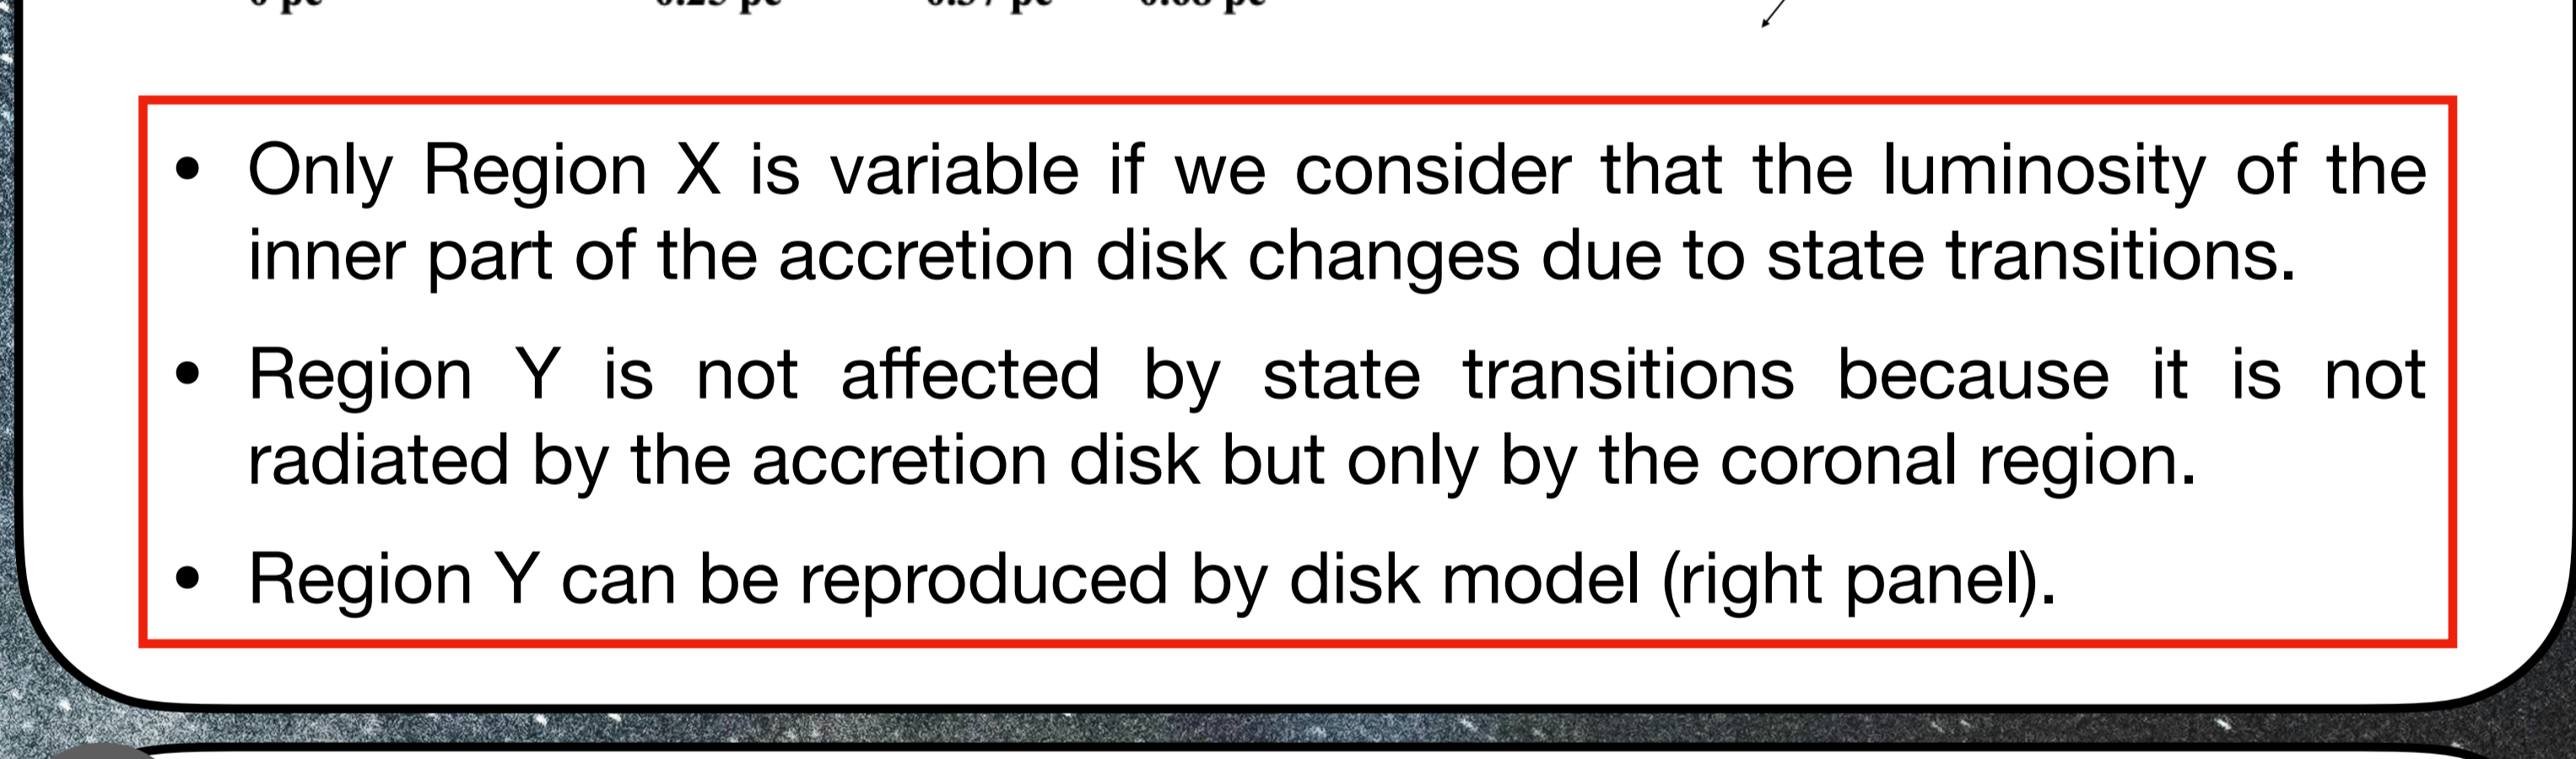 • Only Region X is variable if we consider that the luminosity of the
inner part of the accretion disk changes due to state transitions.
• Region Y is not affected by state transitions because it is not
radiated by the accretion disk but only by the coronal region.
• Region Y can be reproduced by disk model (right panel).